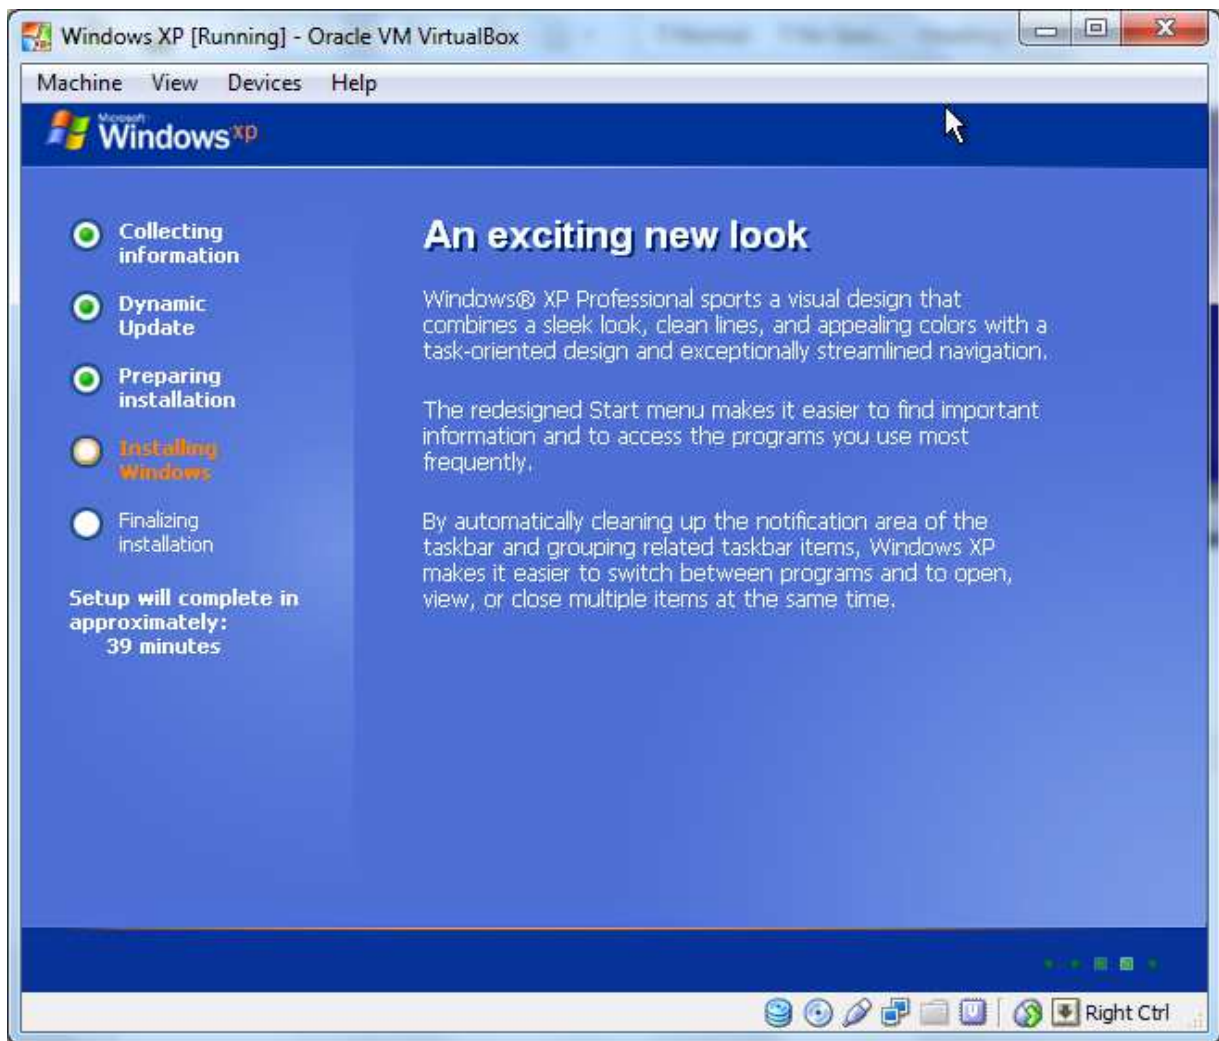 Windows XP [Running] - Oracle VM VirtualBox
Machine View Devices Help
Microsoft
Windows xp
Collecting
information
Dynamic
Update
Preparing
installation
Installing
Windows
Finalizing
installation
Setup will complete in
approximately:
39 minutes
An exciting new look
Windows® XP Professional sports a visual design that
combines a sleek look, clean lines, and appealing colors with a
task-oriented design and exceptionally streamlined navigation.
The redesigned Start menu makes it easier to find important
information and to access the programs you use most
frequently.
By automatically cleaning up the notification area of the
taskbar and grouping related taskbar items, Windows XP
makes it easier to switch between programs and to open,
view, or close multiple items at the same time.
Right Ctrl